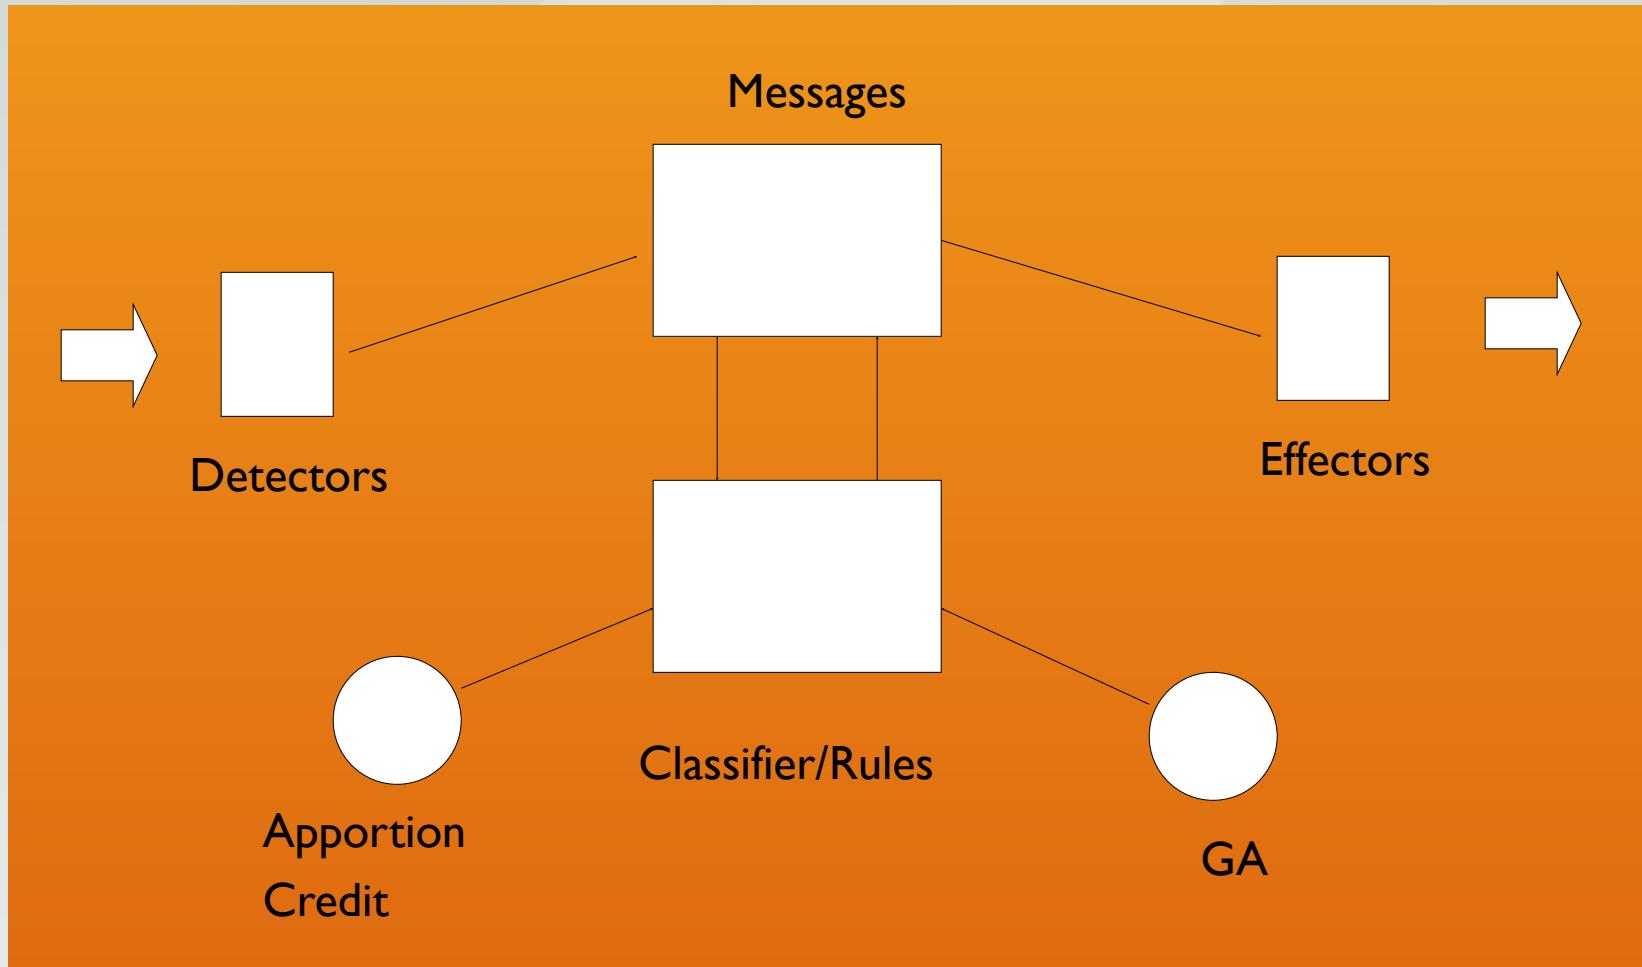 Messages
Detectors
Effectors
Classifier/Rules
Apportion
Credit
GA